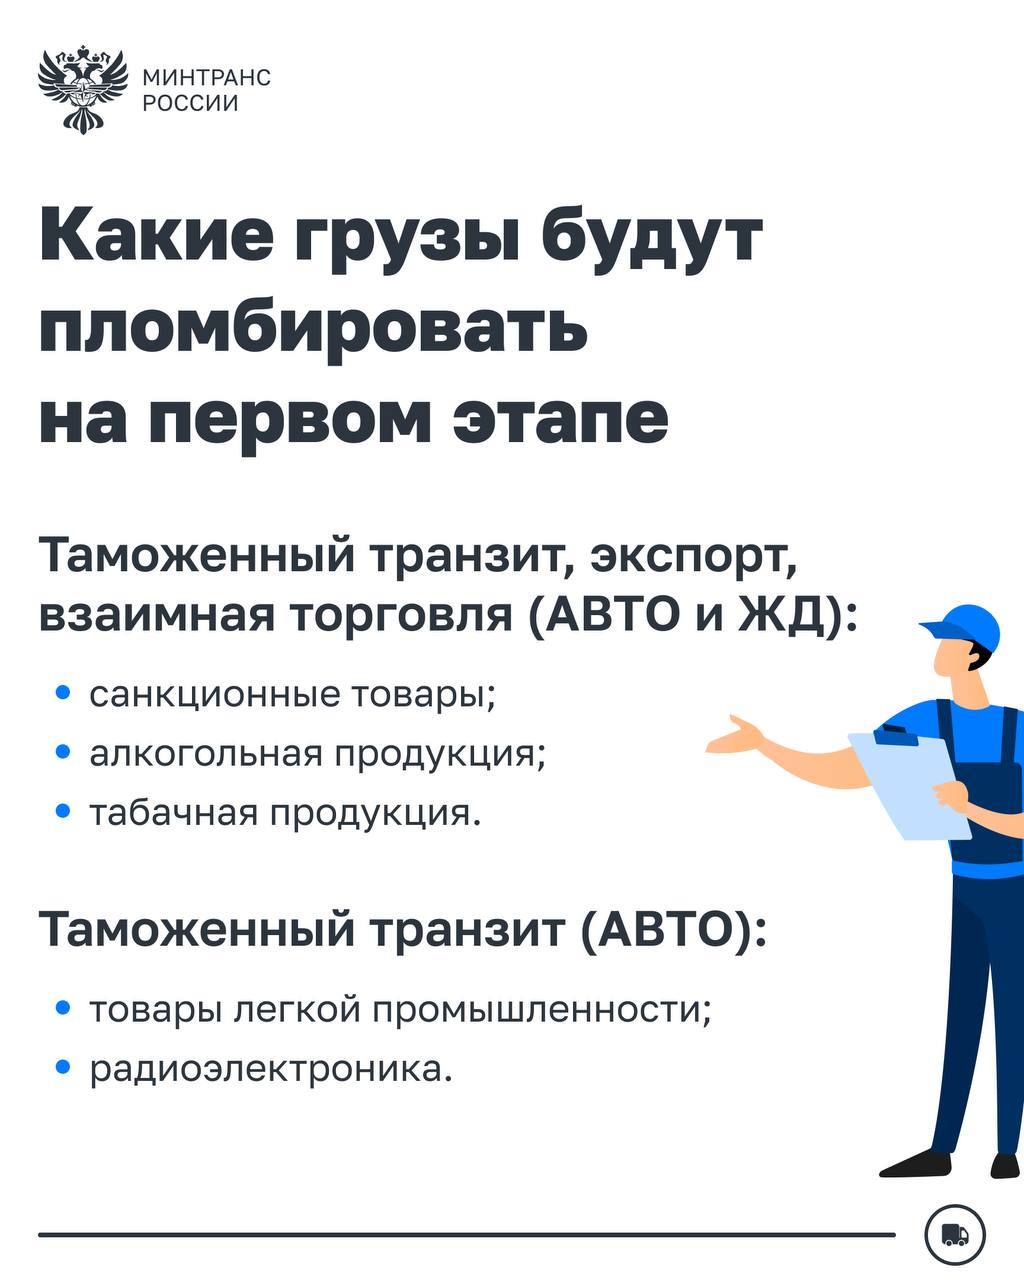 МИНТРАНС
РОССИИ
Какие грузы будут
пломбировать
на первом этапе
Таможенный транзит, экспорт,
взаимная торговля (АВТО и ЖД):
• санкционные товары;
• алкогольная продукция;
• табачная продукция.
Таможенный транзит (АВТО):
• товары легкой промышленности;
• радиоэлектроника.